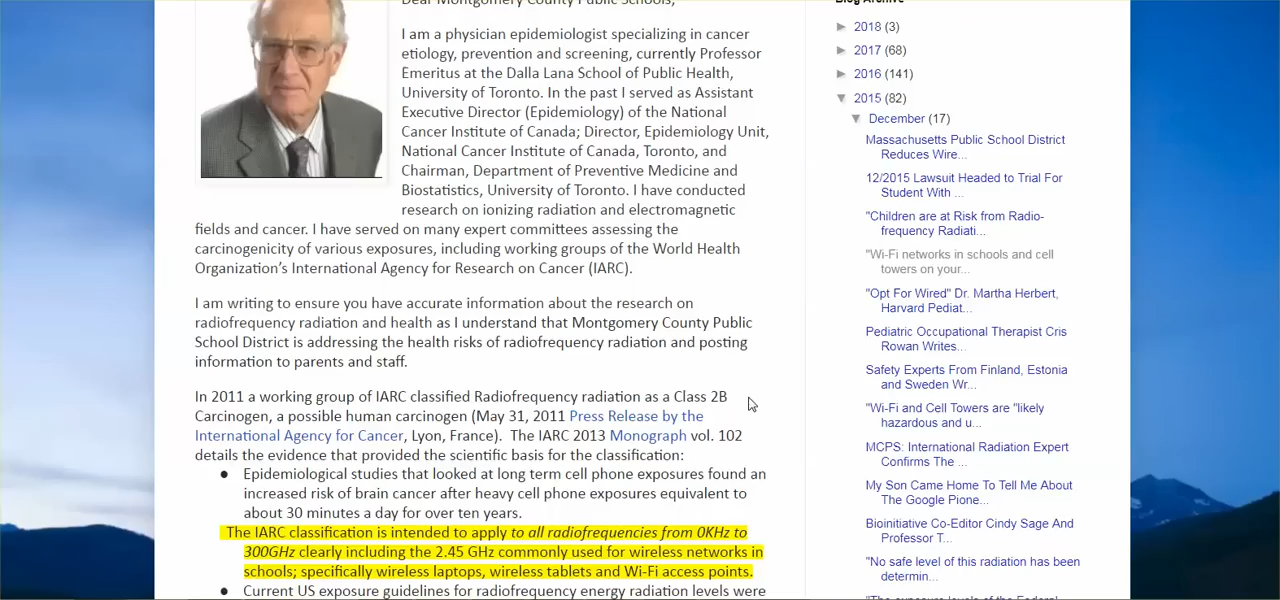 Dear Montgomery County Public Schools,
I am a physician epidemiologist specializing in cancer
etiology, prevention and screening, currently Professor
Emeritus at the Dalla Lana School of Public Health,
University of Toronto. In the past I served as Assistant
Executive Director (Epidemiology) of the National
Cancer Institute of Canada; Director, Epidemiology Unit,
National Cancer Institute of Canada, Toronto, and
Chairman, Department of Preventive Medicine and
Biostatistics, University of Toronto. I have conducted
research on ionizing radiation and electromagnetic
fields and cancer. I have served on many expert committees assessing the
carcinogenicity of various exposures, including working groups of the World Health
Organization’s International Agency for Research on Cancer (IARC).
I am writing to ensure you have accurate information about the research on
radiofrequency radiation and health as I understand that Montgomery County Public
School District is addressing the health risks of radiofrequency radiation and posting
information to parents and staff.
In 2011 a working group of IARC classified Radiofrequency radiation as a Class 2B
Carcinogen, a possible human carcinogen (May 31, 2011 Press Release by the
International Agency for Cancer, Lyon, France). The IARC 2013 Monograph vol. 102
details the evidence that provided the scientific basis for the classification:
● Epidemiological studies that looked at long term cell phone exposures found an
increased risk of brain cancer after heavy cell phone exposures equivalent to
about 30 minutes a day for over ten years.
The IARC classification is intended to apply to all radiofrequencies from 0KHz to
300GHz clearly including the 2.45 GHz commonly used for wireless networks in
schools; specifically wireless laptops, wireless tablets and Wi-Fi access points.
● Current US exposure guidelines for radiofrequency energy radiation levels were
Blog Archive
► 2018 (3)
► 2017 (68)
► 2016 (141)
▼ 2015 (82)
▼ December (17)
Massachusetts Public School District
Reduces Wire...
12/2015 Lawsuit Headed to Trial For
Student With ...
"Children are at Risk from Radio-
frequency Radiati...
"Wi-Fi networks in schools and cell
towers on your...
"Opt For Wired" Dr. Martha Herbert,
Harvard Pediat...
Pediatric Occupational Therapist Cris
Rowan Writes...
Safety Experts From Finland, Estonia
and Sweden Wr...
"Wi-Fi and Cell Towers are "likely
hazardous and u...
MCPS: International Radiation Expert
Confirms The ...
My Son Came Home To Tell Me About
The Google Pione...
Bioinitiative Co-Editor Cindy Sage And
Professor T...
"No safe level of this radiation has been
determin...
"The exposure levels of the Federal